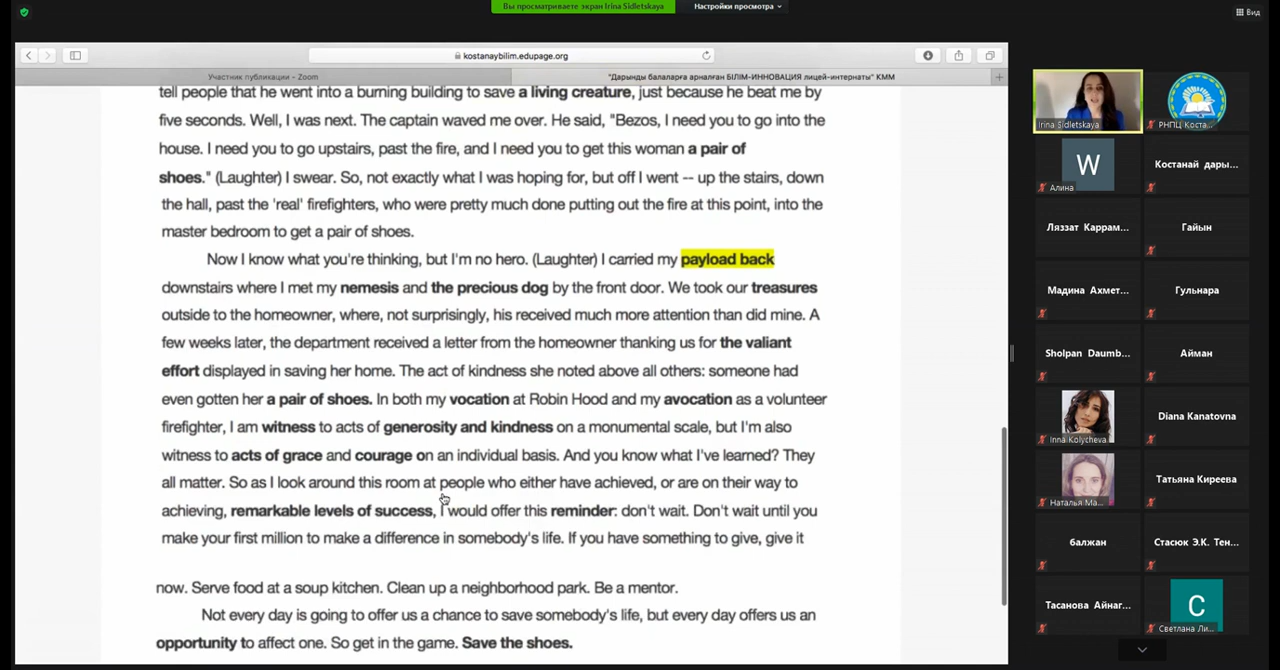 Вы просматриваете экран Irina Sidletskaya
Настройки просмотра
Вид
kostanaybilim.edupage.org
Участник публикации - Zoom
"Дарынды балаларға арналған БІЛІМ-ИННОВАЦИЯ лицей-интернаты" КММ
tell people that he went into a burning building to save a living creature, just because he beat me by
five seconds. Well, I was next. The captain waved me over. He said, "Bezos, I need you to go into the
house. I need you to go upstairs, past the fire, and I need you to get this woman a pair of
shoes." (Laughter) I swear. So, not exactly what I was hoping for, but off I went -- up the stairs, down
the hall, past the 'real' firefighters, who were pretty much done putting out the fire at this point, into the
master bedroom to get a pair of shoes.
Now I know what you're thinking, but I'm no hero. (Laughter) I carried my payload back
downstairs where I met my nemesis and the precious dog by the front door. We took our treasures
outside to the homeowner, where, not surprisingly, his received much more attention than did mine. A
few weeks later, the department received a letter from the homeowner thanking us for the valiant
effort displayed in saving her home. The act of kindness she noted above all others: someone had
even gotten her a pair of shoes. In both my vocation at Robin Hood and my avocation as a volunteer
firefighter, I am witness to acts of generosity and kindness on a monumental scale, but I'm also
witness to acts of grace and courage on an individual basis. And you know what I've learned? They
all matter. So as I look around this room at people who either have achieved, or are on their way to
achieving, remarkable levels of success, I would offer this reminder: don't wait. Don't wait until you
make your first million to make a difference in somebody's life. If you have something to give, give it
now. Serve food at a soup kitchen. Clean up a neighborhood park. Be a mentor.
Not every day is going to offer us a chance to save somebody's life, but every day offers us an
opportunity to affect one. So get in the game. Save the shoes.
Irina Sidletskaya
РНПЦ Коста...
W
Алина
Костанай дары...
Ляззат Каррам...
Гайын
Мадина Ахмет...
Гульнара
Sholpan Daumb...
Айман
Inna Kolycheva
Diana Kanatovna
Наталья Ма...
Татьяна Киреева
балжан
Стасюк Э.К. Тен...
Тасанова Айнаг...
C
Светлана Ли...